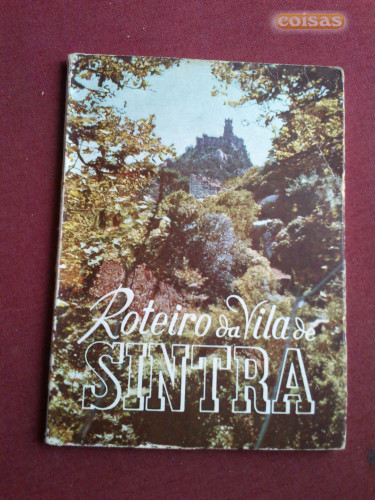 coisas
Roteiro da Vila de
SINTRA